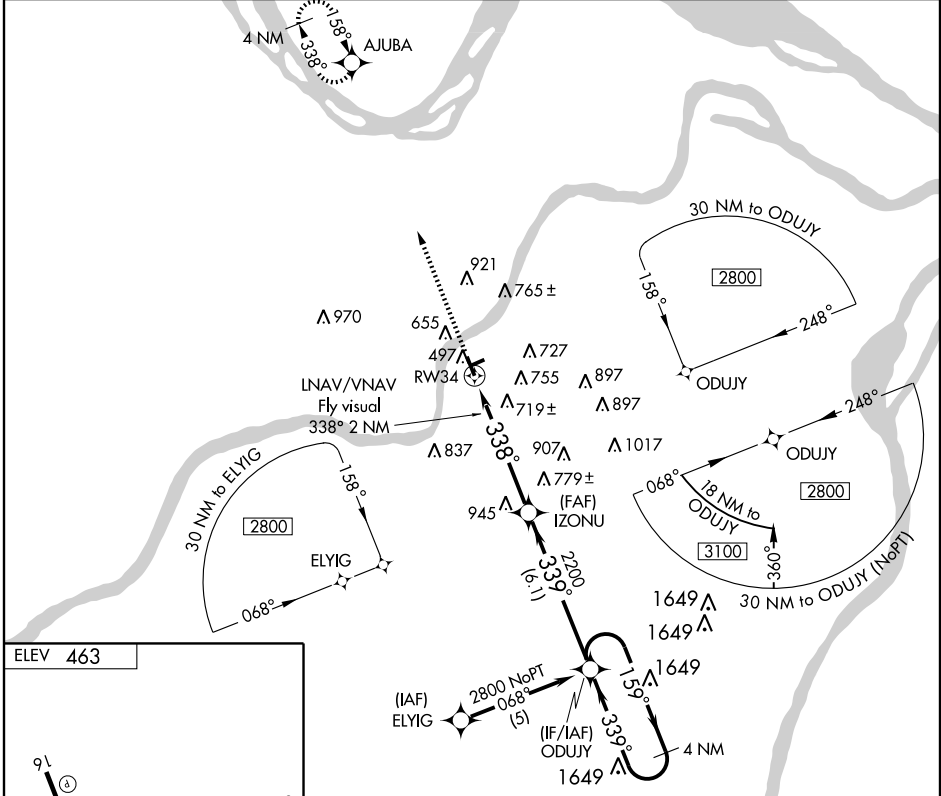 158°
4 NM
338°
AJUBA
30 NM to ODUJY
2800
158°
248°
ODUJY
921
765 ±
970
655
497
727
RW34
755
897
719 ±
897
LNAV/VNAV
Fly visual
338° 2 NM
338°
837
907
1017
779 ±
945
(FAF)
IZONU
248°
ODUJY
068°
18 NM to
ODUJY
2800
3100
360°
30 NM to ODUJY (NoPT)
30 NM to ELYIG
158°
2800
ELYIG
068°
2200
339°
(6.1)
1649
1649
1649
159°
339°
4 NM
(IAF)
ELYIG
2800 NoPT
068°
(5)
(IF/IAF)
ODUJY
1649
ELEV 463
16
P